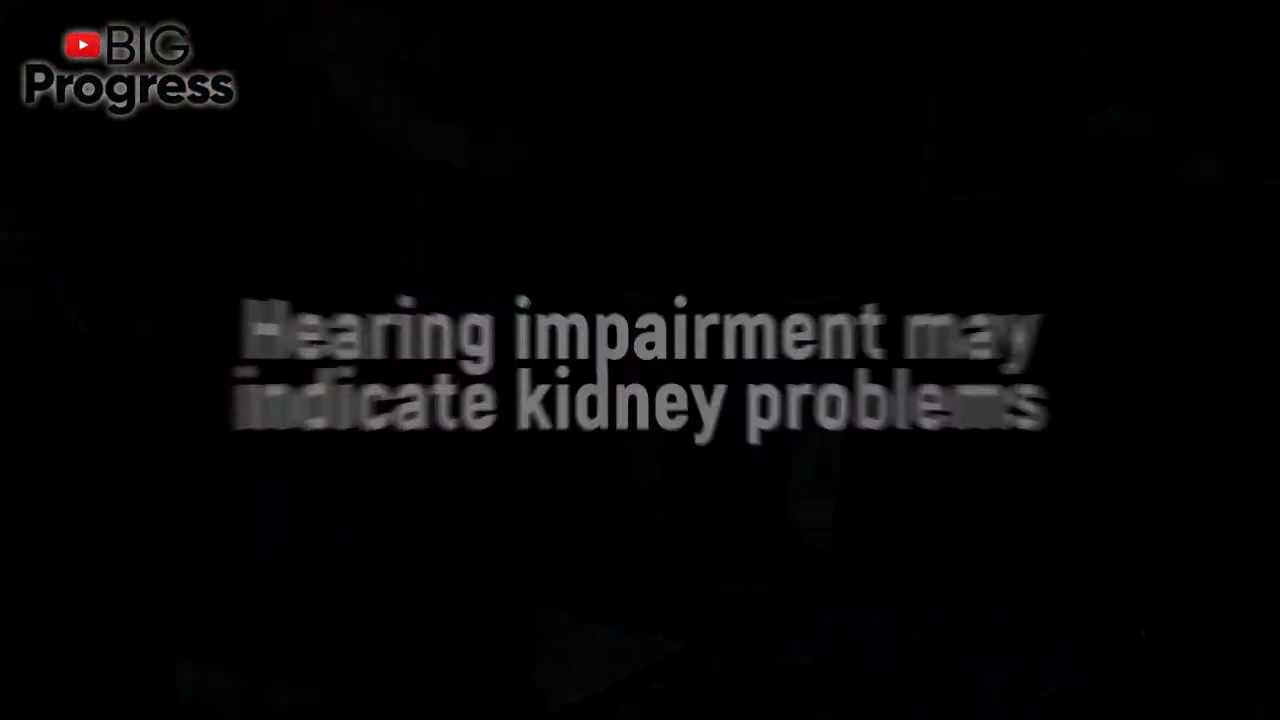 BIG
Progress
Hearing impairment may
indicate kidney problems